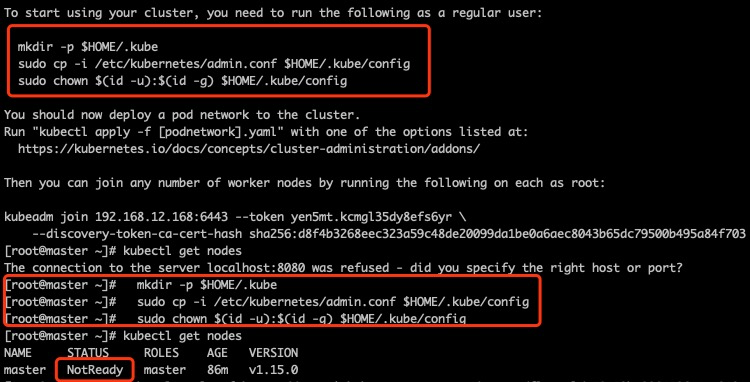 To start using your cluster, you need to run the following as a regular user:
mkdir -p $HOME/.kube
sudo cp -i /etc/kubernetes/admin.conf $HOME/.kube/config
sudo chown $(id -u):$(id -g) $HOME/.kube/config
You should now deploy a pod network to the cluster.
Run "kubectl apply -f [podnetwork].yaml" with one of the options listed at:
https://kubernetes.io/docs/concepts/cluster-administration/addons/
Then you can join any number of worker nodes by running the following on each as root:
kubeadm join 192.168.12.168:6443 --token yen5mt.kcmgl35dy8efs6yr \
--discovery-token-ca-cert-hash sha256:d8f4b3268eec323a59c48de20099da1be0a6aec8043b65dc79500b495a84f703
[root@master ~]# kubectl get nodes
The connection to the server localhost:8080 was refused - did you specify the right host or port?
[root@master ~]# mkdir -p $HOME/.kube
[root@master ~]# sudo cp -i /etc/kubernetes/admin.conf $HOME/.kube/config
[root@master ~]# sudo chown $(id -u):$(id -g) $HOME/.kube/config
[root@master ~]# kubectl get nodes
NAME STATUS ROLES AGE VERSION
master NotReady master 86m v1.15.0